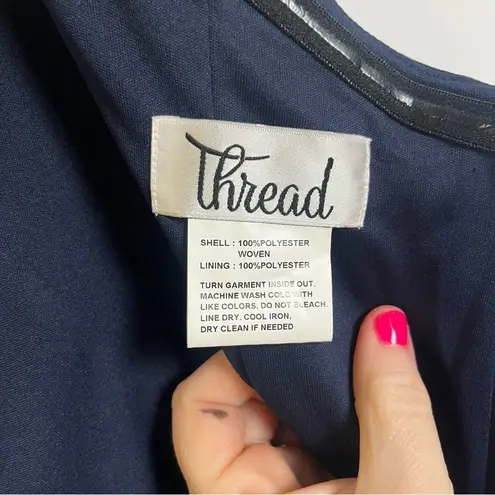 Thread
SHELL : 100%POLYESTER
WOVEN
LINING : 100%POLYESTER
TURN GARMENT INSIDE OUT.
MACHINE WASH COLD WITH
LIKE COLORS. DO NOT BLEACH.
LINE DRY. COOL IRON,
DRY CLEAN IF NEEDED